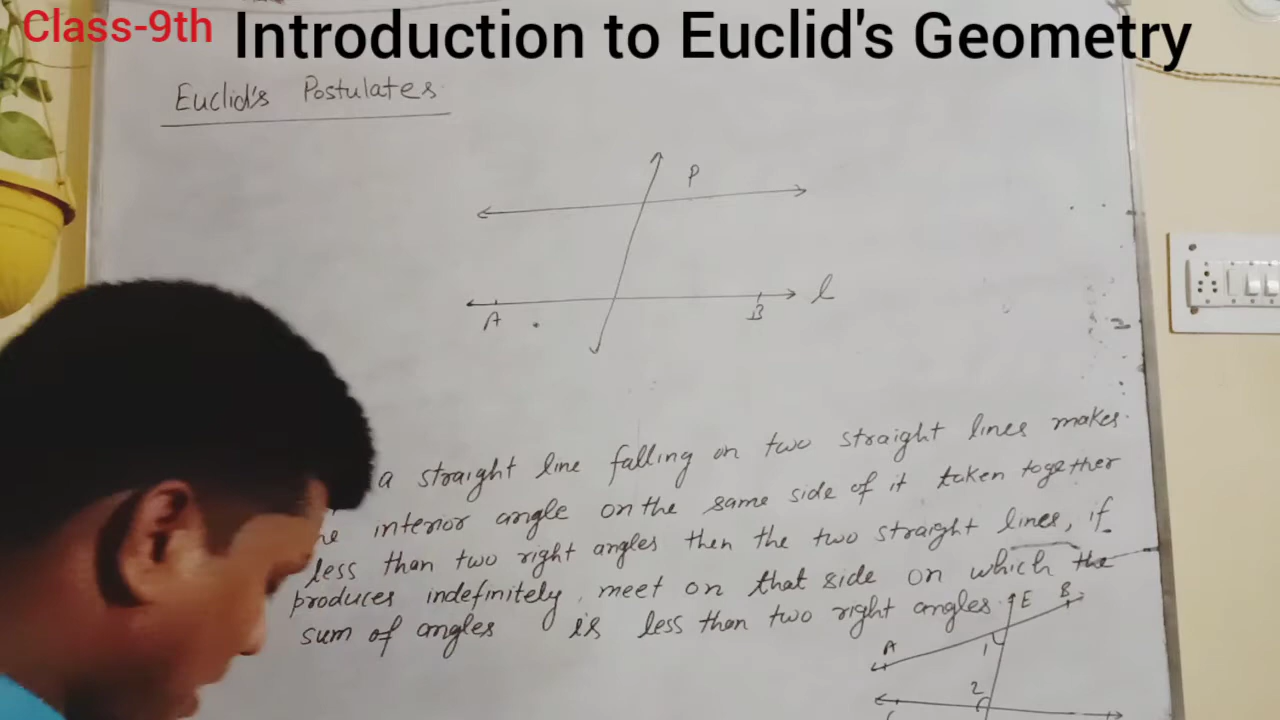 Class-9th Introduction to Euclid's Geometry
Euclid's Postulates
P
l
A B
a straight line falling on two straight lines makes
interior angle on the same side of it taken together
less than two right angles then the two straight lines, if
produces indefinitely, meet on that side on which the
sum of angles is less than two right angles.
E B
A
1
2